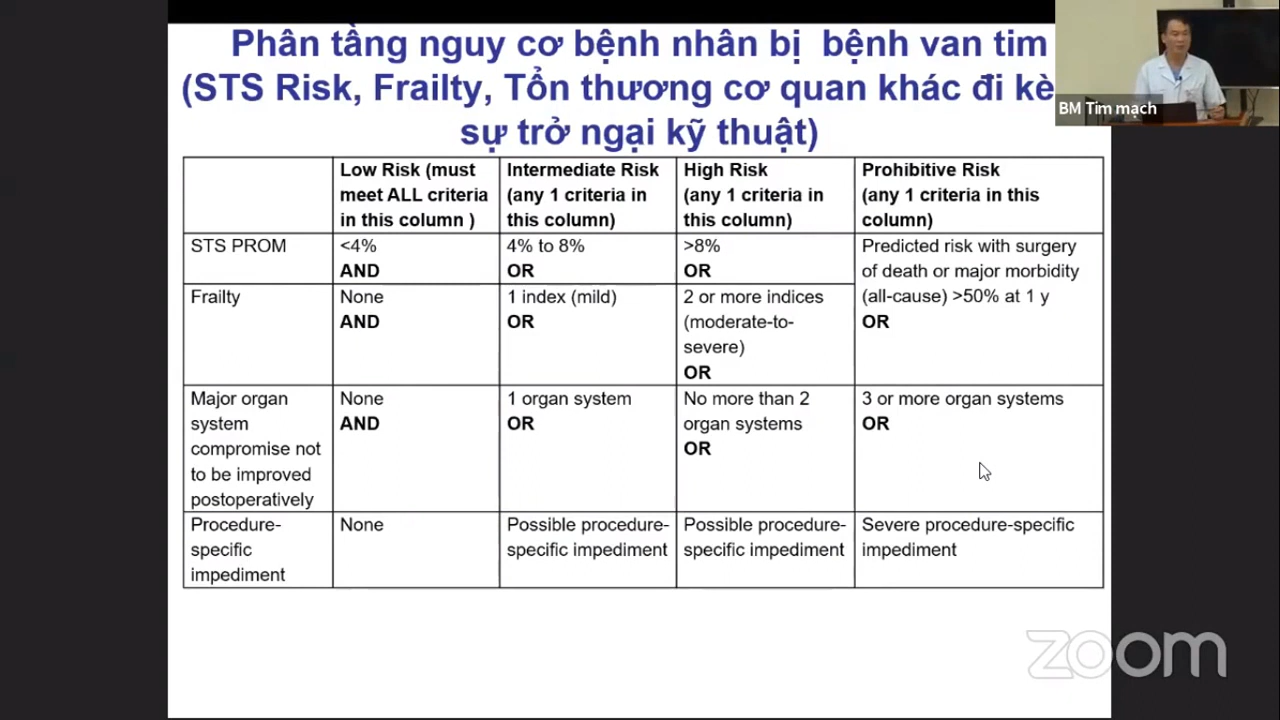 Phân tầng nguy cơ bệnh nhân bị bệnh van tim
(STS Risk, Frailty, Tổn thương cơ quan khác đi kè
sự trở ngại kỹ thuật)
BM Tim mạch
Low Risk (must
meet ALL criteria
in this column )
Intermediate Risk
(any 1 criteria in
this column)
High Risk
(any 1 criteria in
this column)
Prohibitive Risk
(any 1 criteria in this
column)
STS PROM
<4%
AND
4% to 8%
OR
>8%
OR
Predicted risk with surgery
of death or major morbidity
(all-cause) >50% at 1 y
OR
Frailty
None
AND
1 index (mild)
OR
2 or more indices
(moderate-to-
severe)
OR
Major organ
system
compromise not
to be improved
postoperatively
None
AND
1 organ system
OR
No more than 2
organ systems
OR
3 or more organ systems
OR
Procedure-
specific
impediment
None
Possible procedure-
specific impediment
Possible procedure-
specific impediment
Severe procedure-specific
impediment
zoom